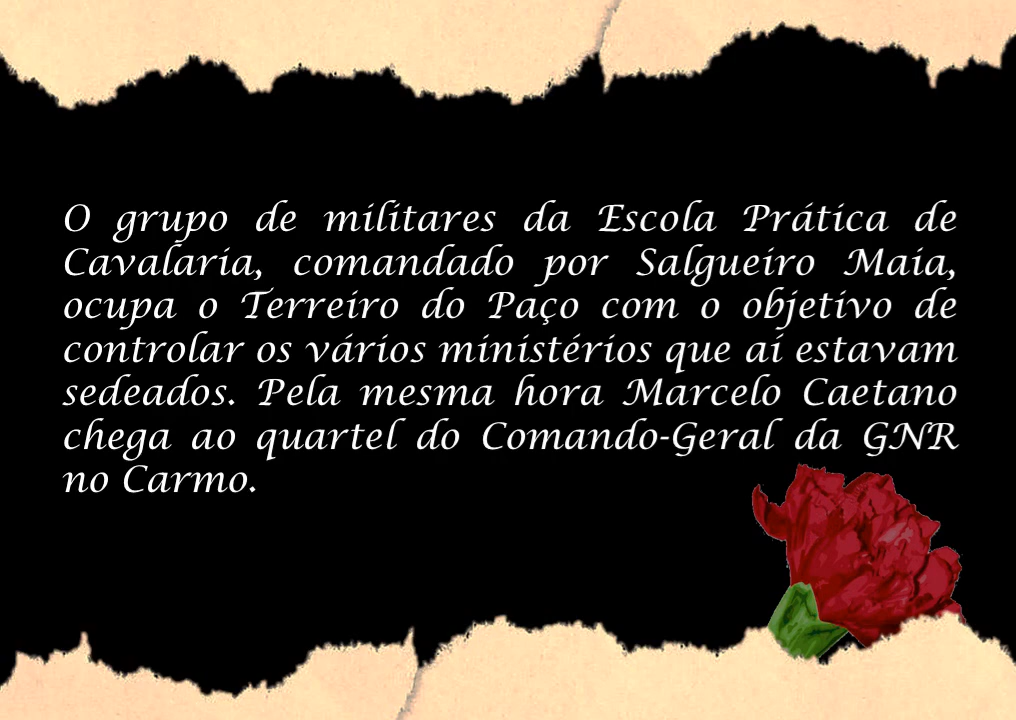 O grupo de militares da Escola Prática de
Cavalaria, comandado por Salgueiro Maia,
ocupa o Terreiro do Paço com o objetivo de
controlar os vários ministérios que aí estavam
sedeados. Pela mesma hora Marcelo Caetano
chega ao quartel do Comando-Geral da GNR
no Carmo.